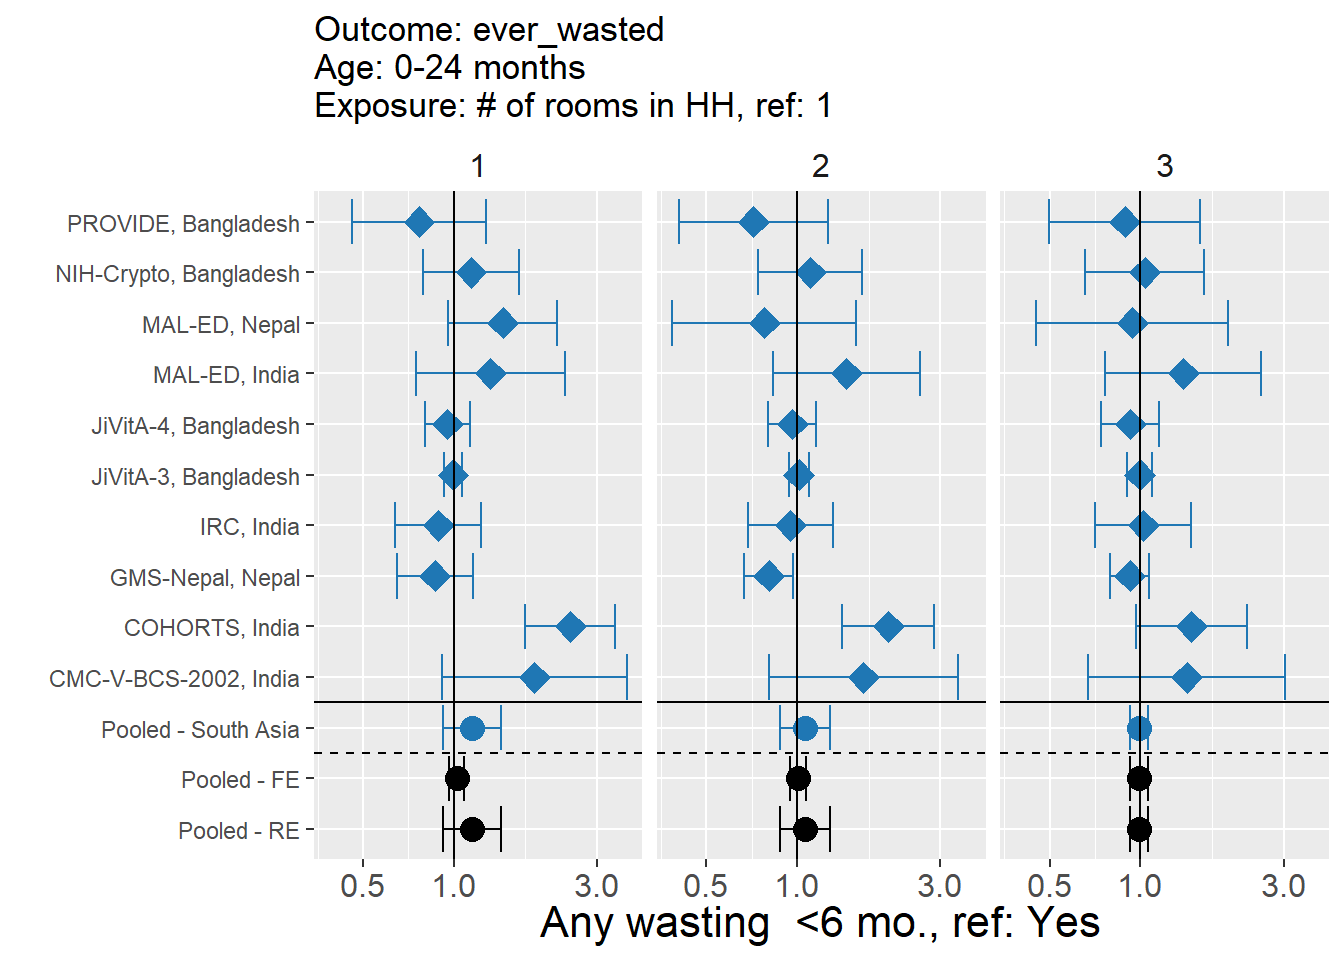 Outcome: ever_wasted
Age: 0-24 months
Exposure: # of rooms in HH, ref: 1
1 2 3
PROVIDE, Bangladesh
NIH-Crypto, Bangladesh
MAL-ED, Nepal
MAL-ED, India
JiVitA-4, Bangladesh
JiVitA-3, Bangladesh
IRC, India
GMS-Nepal, Nepal
COHORTS, India
CMC-V-BCS-2002, India
Pooled - South Asia
Pooled - FE
Pooled - RE
0.5 1.0 3.0 0.5 1.0 3.0 0.5 1.0 3.0
Any wasting  <6 mo., ref: Yes